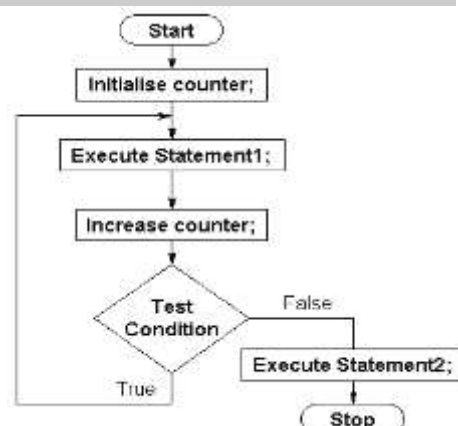 Start
Initialise counter;
Execute Statement1;
Increase counter;
Test
Condition
False
Execute Statement2;
True
Stop